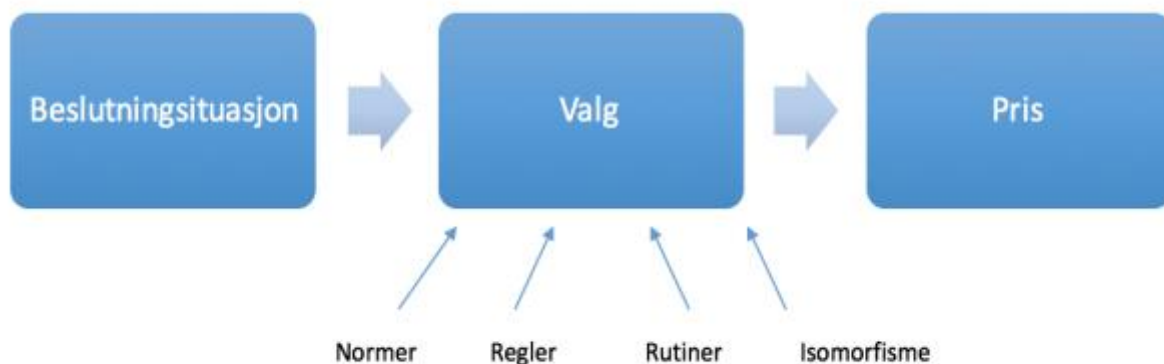 Beslutningsituasjon
Valg
Pris
Normer
Regler
Rutiner
Isomorfisme